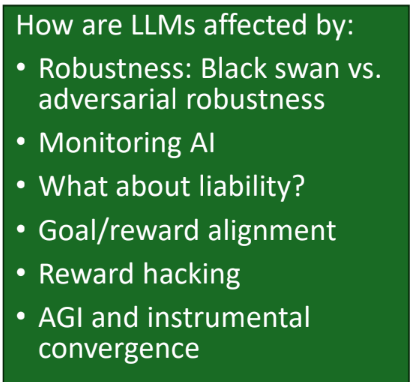 How are LLMs affected by:
• Robustness: Black swan vs.
adversarial robustness
• Monitoring AI
• What about liability?
• Goal/reward alignment
• Reward hacking
• AGI and instrumental
convergence